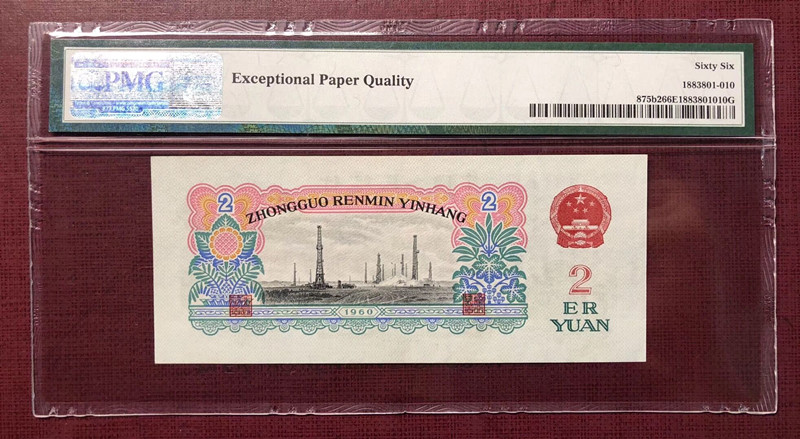 PMG
Exceptional Paper Quality
Sixty Six
1883801-010
875b266E1883801010G
2
2
ZHONGGUO RENMIN YINHANG
1960
2
ER
YUAN